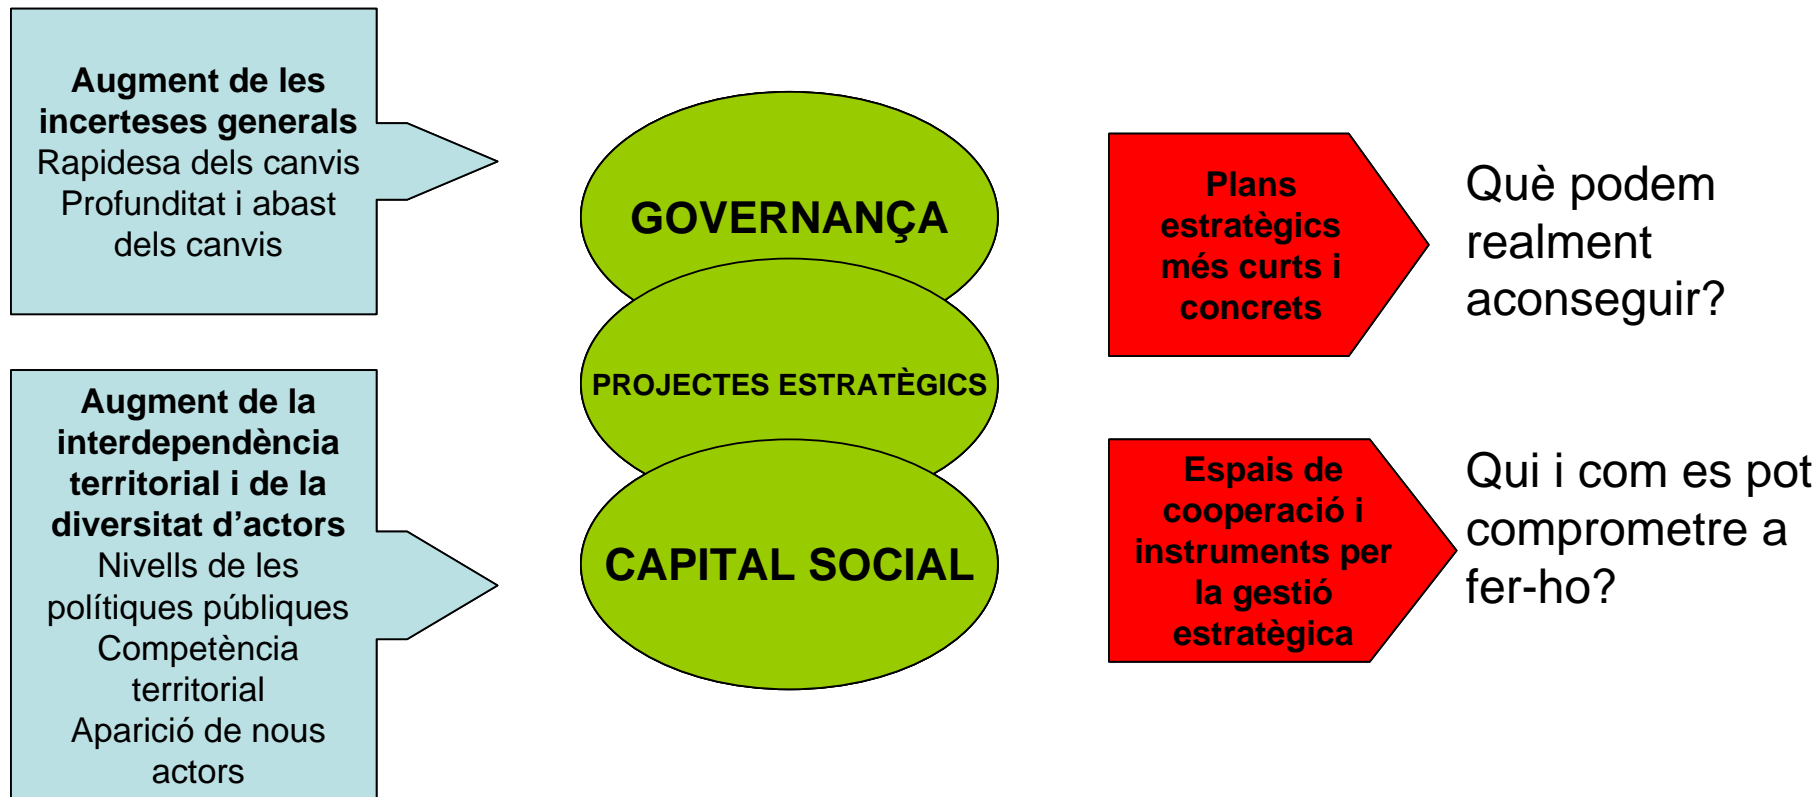 Augment de les
incerteses generals
Rapidesa dels canvis
Profunditat i abast
dels canvis
Augment de la
interdependència
territorial i de la
diversitat d’actors
Nivells de les
polítiques públiques
Competència
territorial
Aparició de nous
actors
GOVERNANÇA
PROJECTES ESTRATÈGICS
CAPITAL SOCIAL
Plans
estratègics
més curts i
concrets
Què podem
realment
aconseguir?
Espais de
cooperació i
instruments per
la gestió
estratègica
Qui i com es pot
comprometre a
fer-ho?